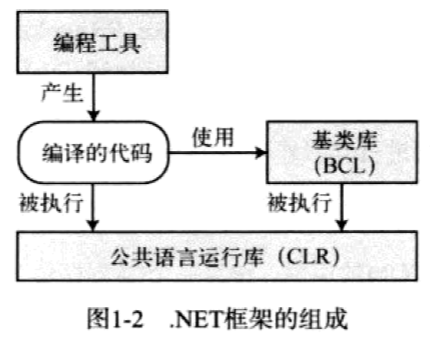 编程工具
产生
编译的代码
使用
基类库
(BCL)
被执行
被执行
公共语言运行库（CLR）
图1-2 .NET框架的组成